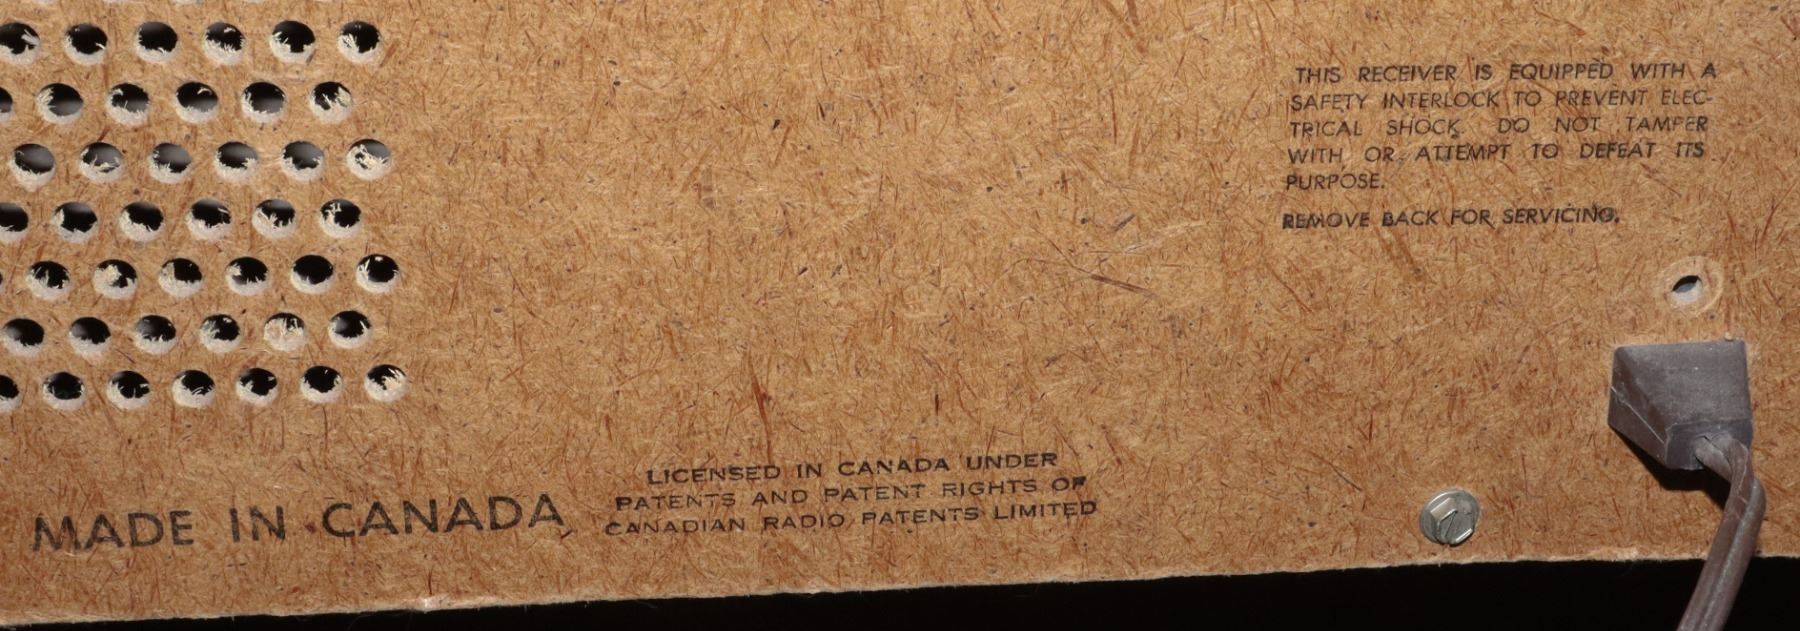 THIS RECEIVER IS EQUIPPED WITH A
SAFETY INTERLOCK TO PREVENT ELEC-
TRICAL SHOCK. DO NOT TAMPER
WITH OR ATTEMPT TO DEFEAT ITS
PURPOSE.
REMOVE BACK FOR SERVICING.
MADE IN CANADA
LICENSED IN CANADA UNDER
PATENTS AND PATENT RIGHTS OF
CANADIAN RADIO PATENTS LIMITED